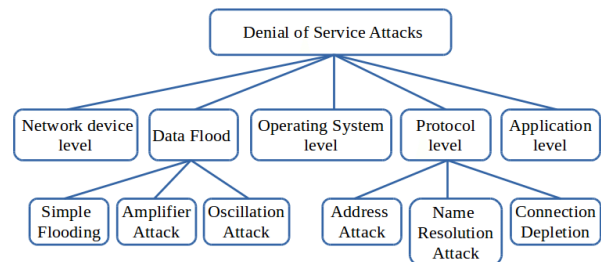 Denial of Service Attacks
Network device
level
Data Flood
Operating System
level
Protocol
level
Application
level
Simple
Flooding
Amplifier
Attack
Oscillation
Attack
Address
Attack
Name
Resolution
Attack
Connection
Depletion